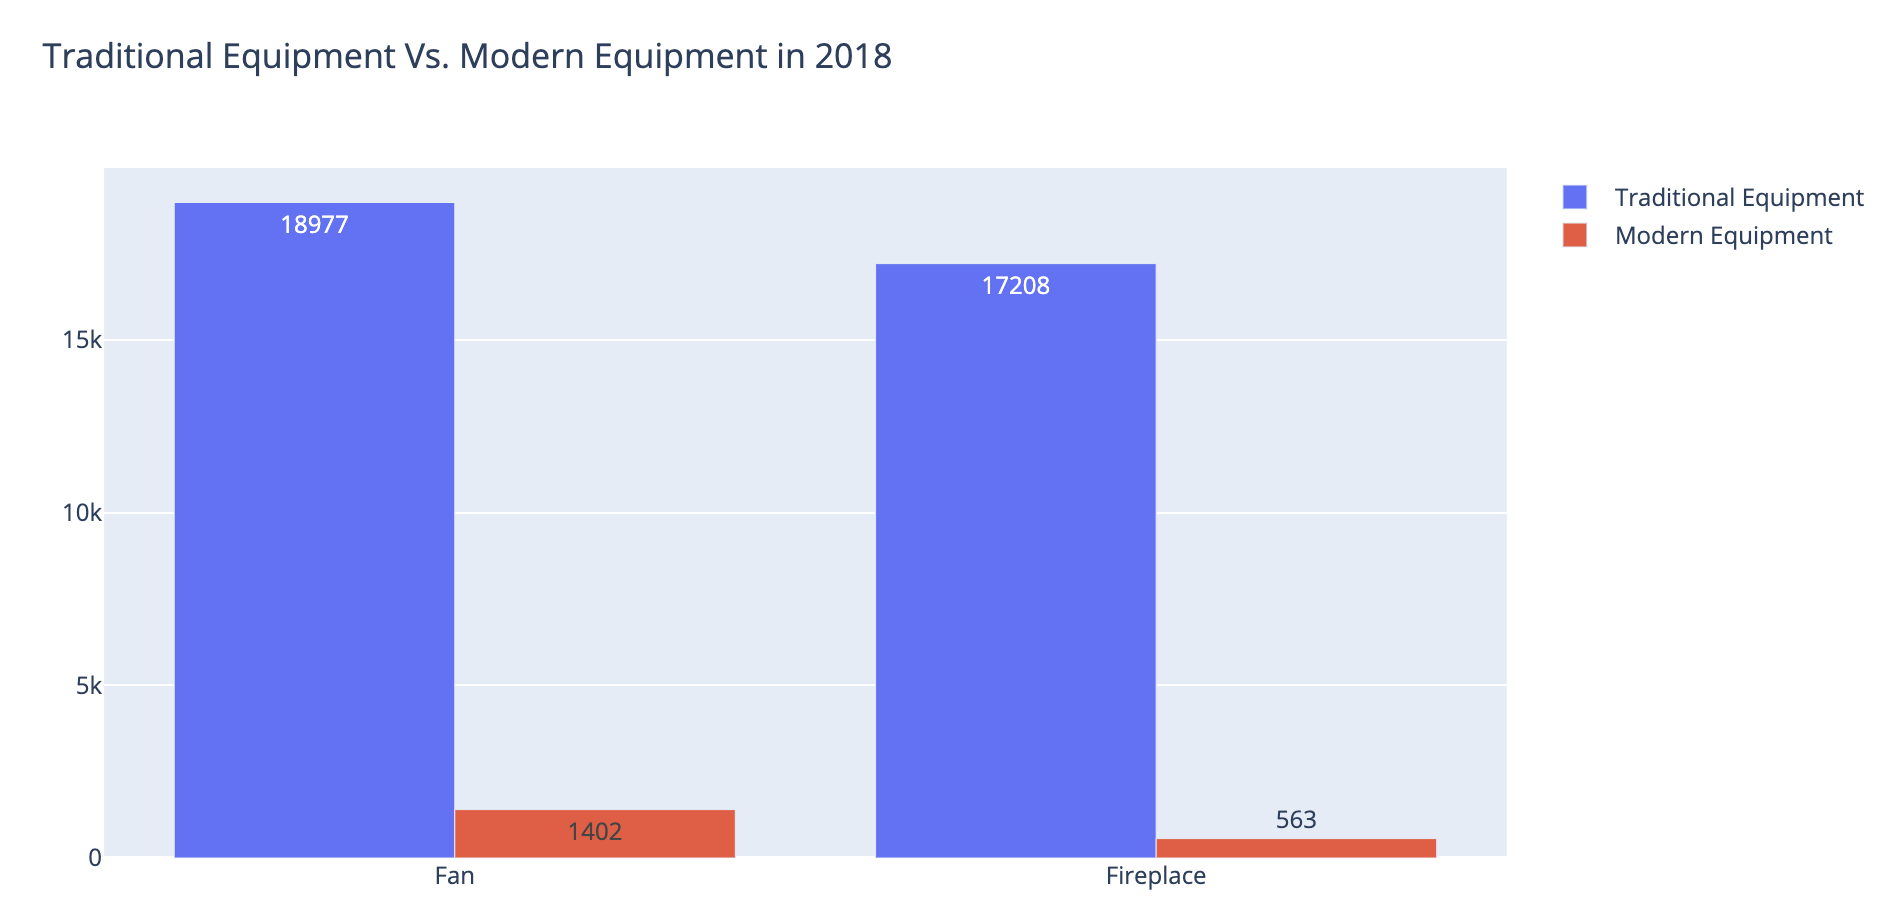 Traditional Equipment Vs. Modern Equipment in 2018
Traditional Equipment
Modern Equipment
18977
17208
15k
10k
5k
1402
563
0
Fan
Fireplace